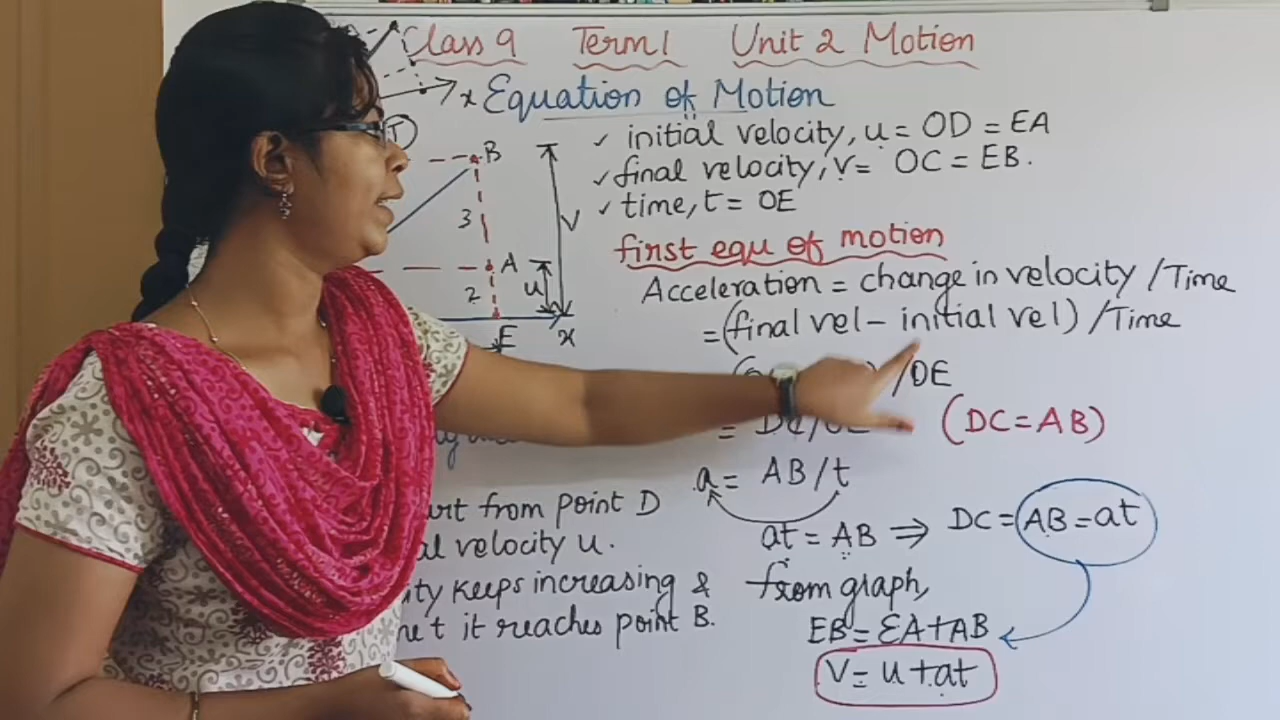 Class 9 Term 1 Unit 2 Motion
Equation of Motion
✓ initial velocity, u = OD = EA
✓ final velocity, v = OC = EB.
✓ time, t = OE
first equ of motion
Acceleration = change in velocity / Time
= (final vel - initial vel) / Time
/OE
= DC/OE (DC = AB)
a = AB/t
at = AB ⇒ DC = AB = at
from graph,
EB = EA + AB
V = u + at
x
B
3
V
A
2
u
E
x
from point D
velocity u.
keeps increasing &
t it reaches point B.